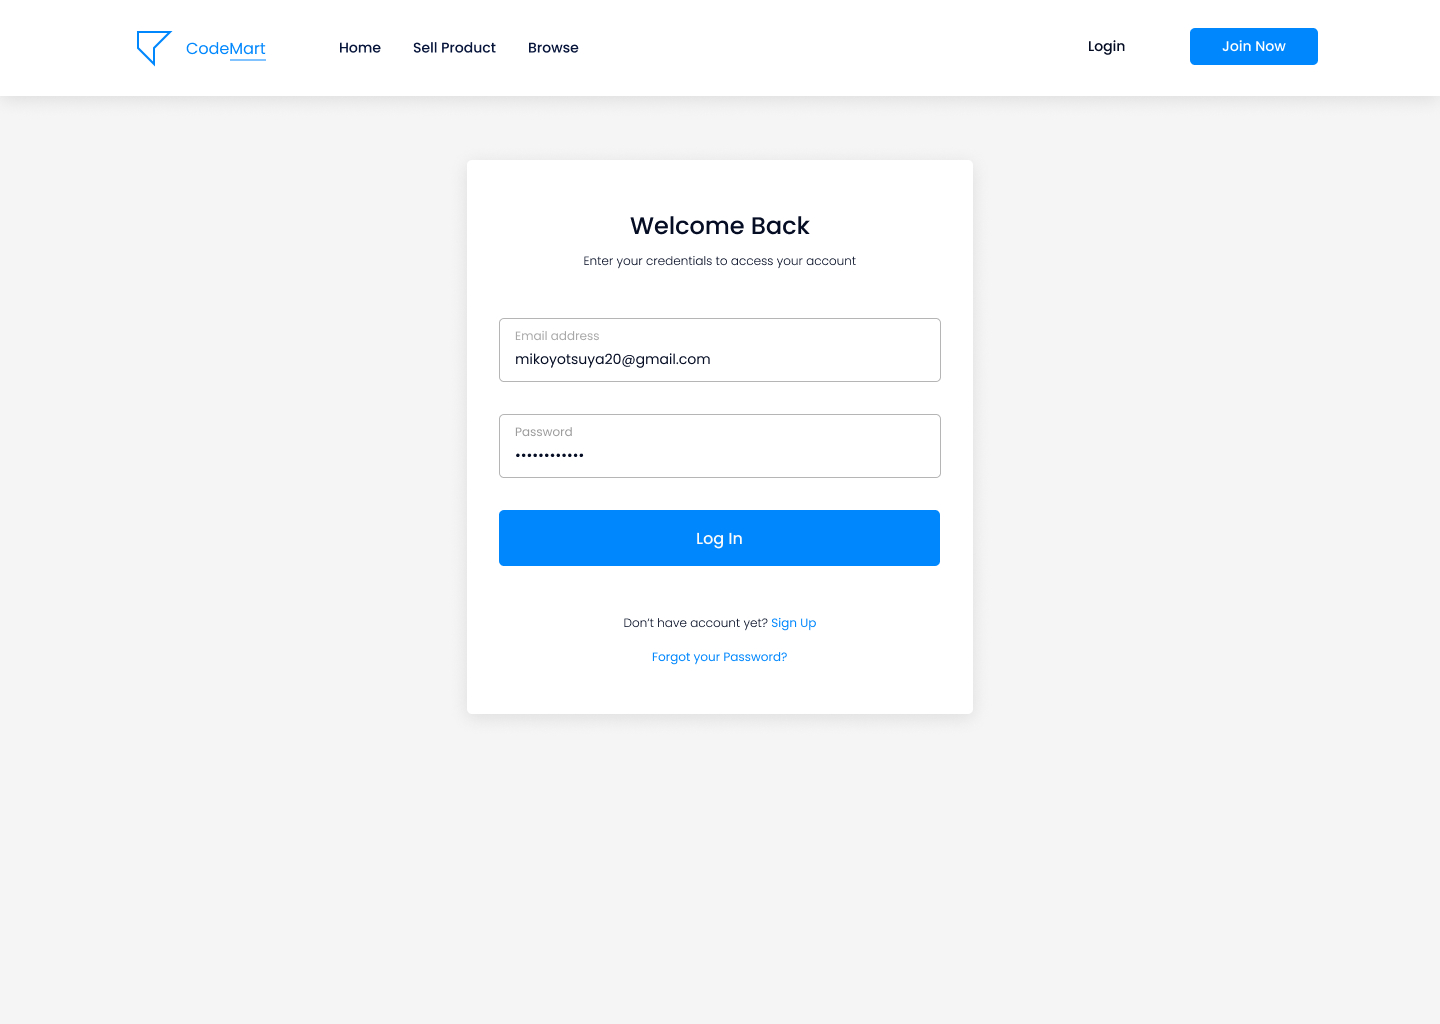 CodeMart
Home Sell Product Browse Login Join Now
Welcome Back
Enter your credentials to access your account
Email address
mikoyotsuya20@gmail.com
Password
••••••••••••
Log In
Don’t have account yet? Sign Up
Forgot your Password?